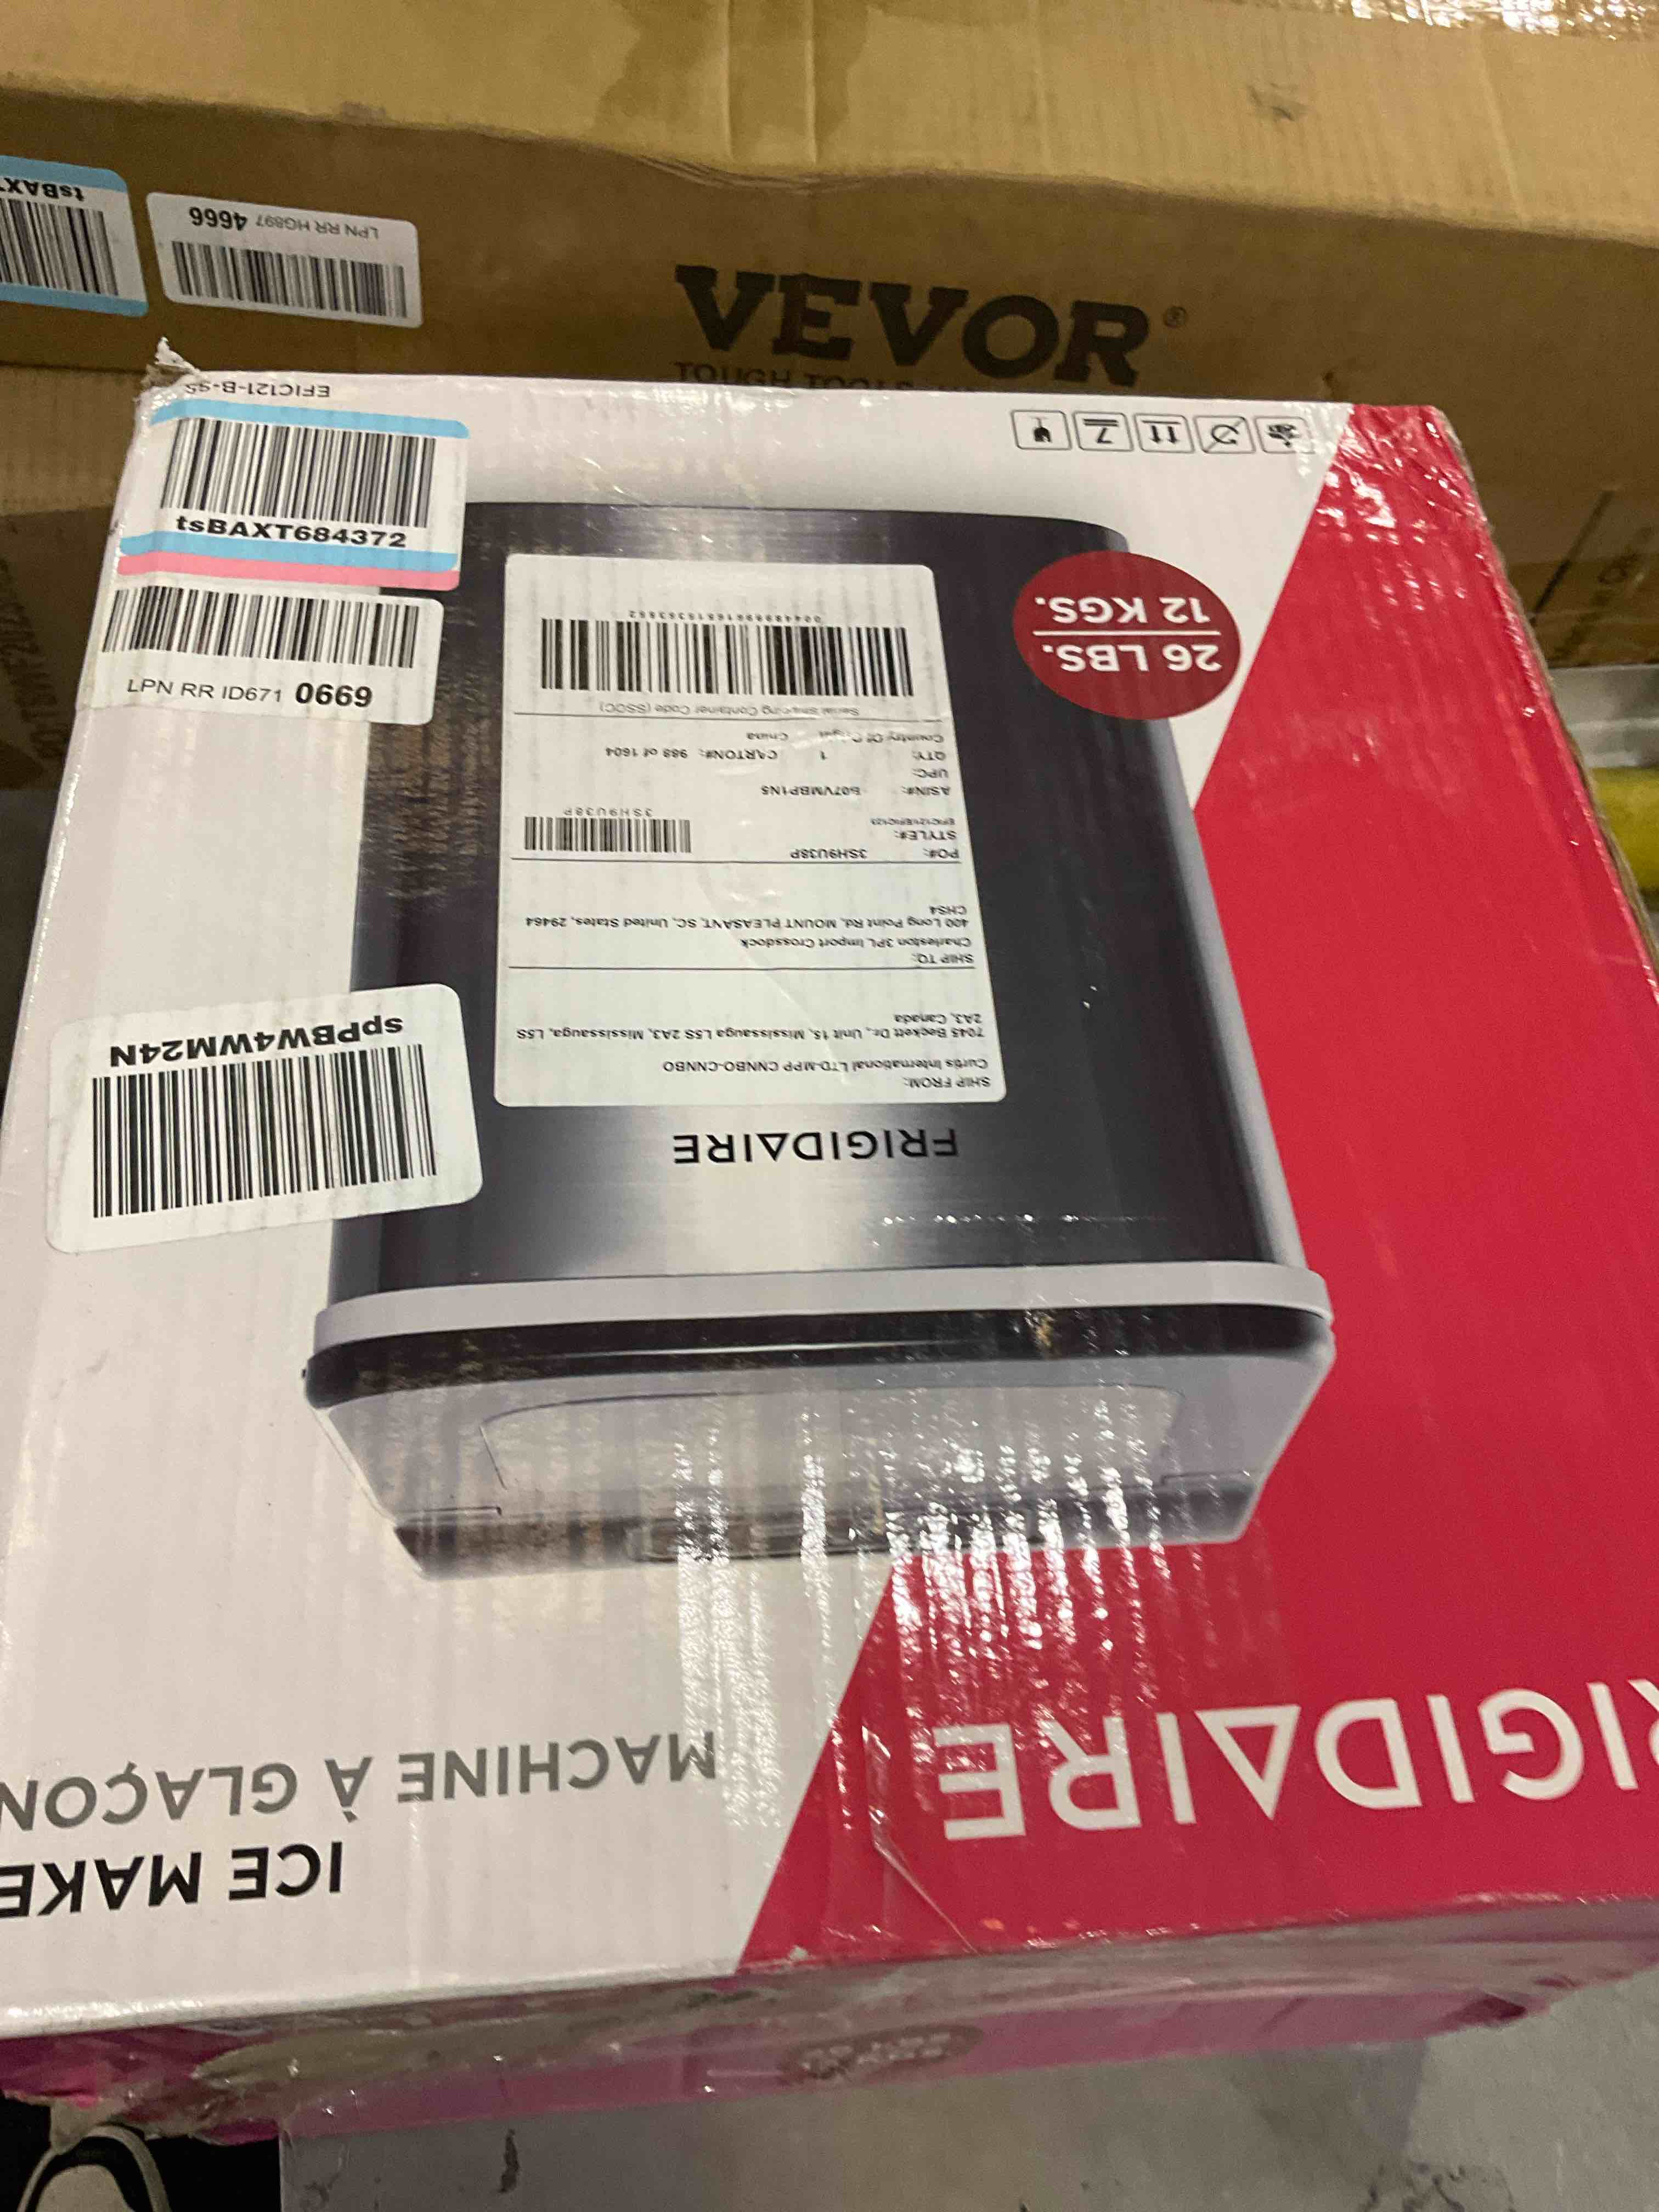 tsBAX
LPN RR HG897 4666
VEVOR®
TOUGH TOOLS
EFIC121-B-SS
tsBAXT684372
LPN RR ID671 0669
26 LBS.
12 KGS.
spPBW4WM24N
SHIP FROM:
Curtis International LTD-MPP CNNBO-CNNBO
7045 Beckett Dr., Unit 15, Mississauga L5S 2A3, Mississauga, L5S
2A3, Canada
SHIP TO:
Charleston 3PL Import Crossdock
400 Long Point Rd, MOUNT PLEASANT, SC, United States, 29464
CHS4
PO#: 3SH9U38P
STYLE#:
3SH9U38P
ASIN#: B07VMBP1N5
UPC:
QTY: 1 CARTON#: 988 of 1604
Country Of Origin China
Serial Shipping Container Code (SSCC)
FRIGIDAIRE
RIGIDAIRE
MACHINE À GLAÇON
ICE MAKE